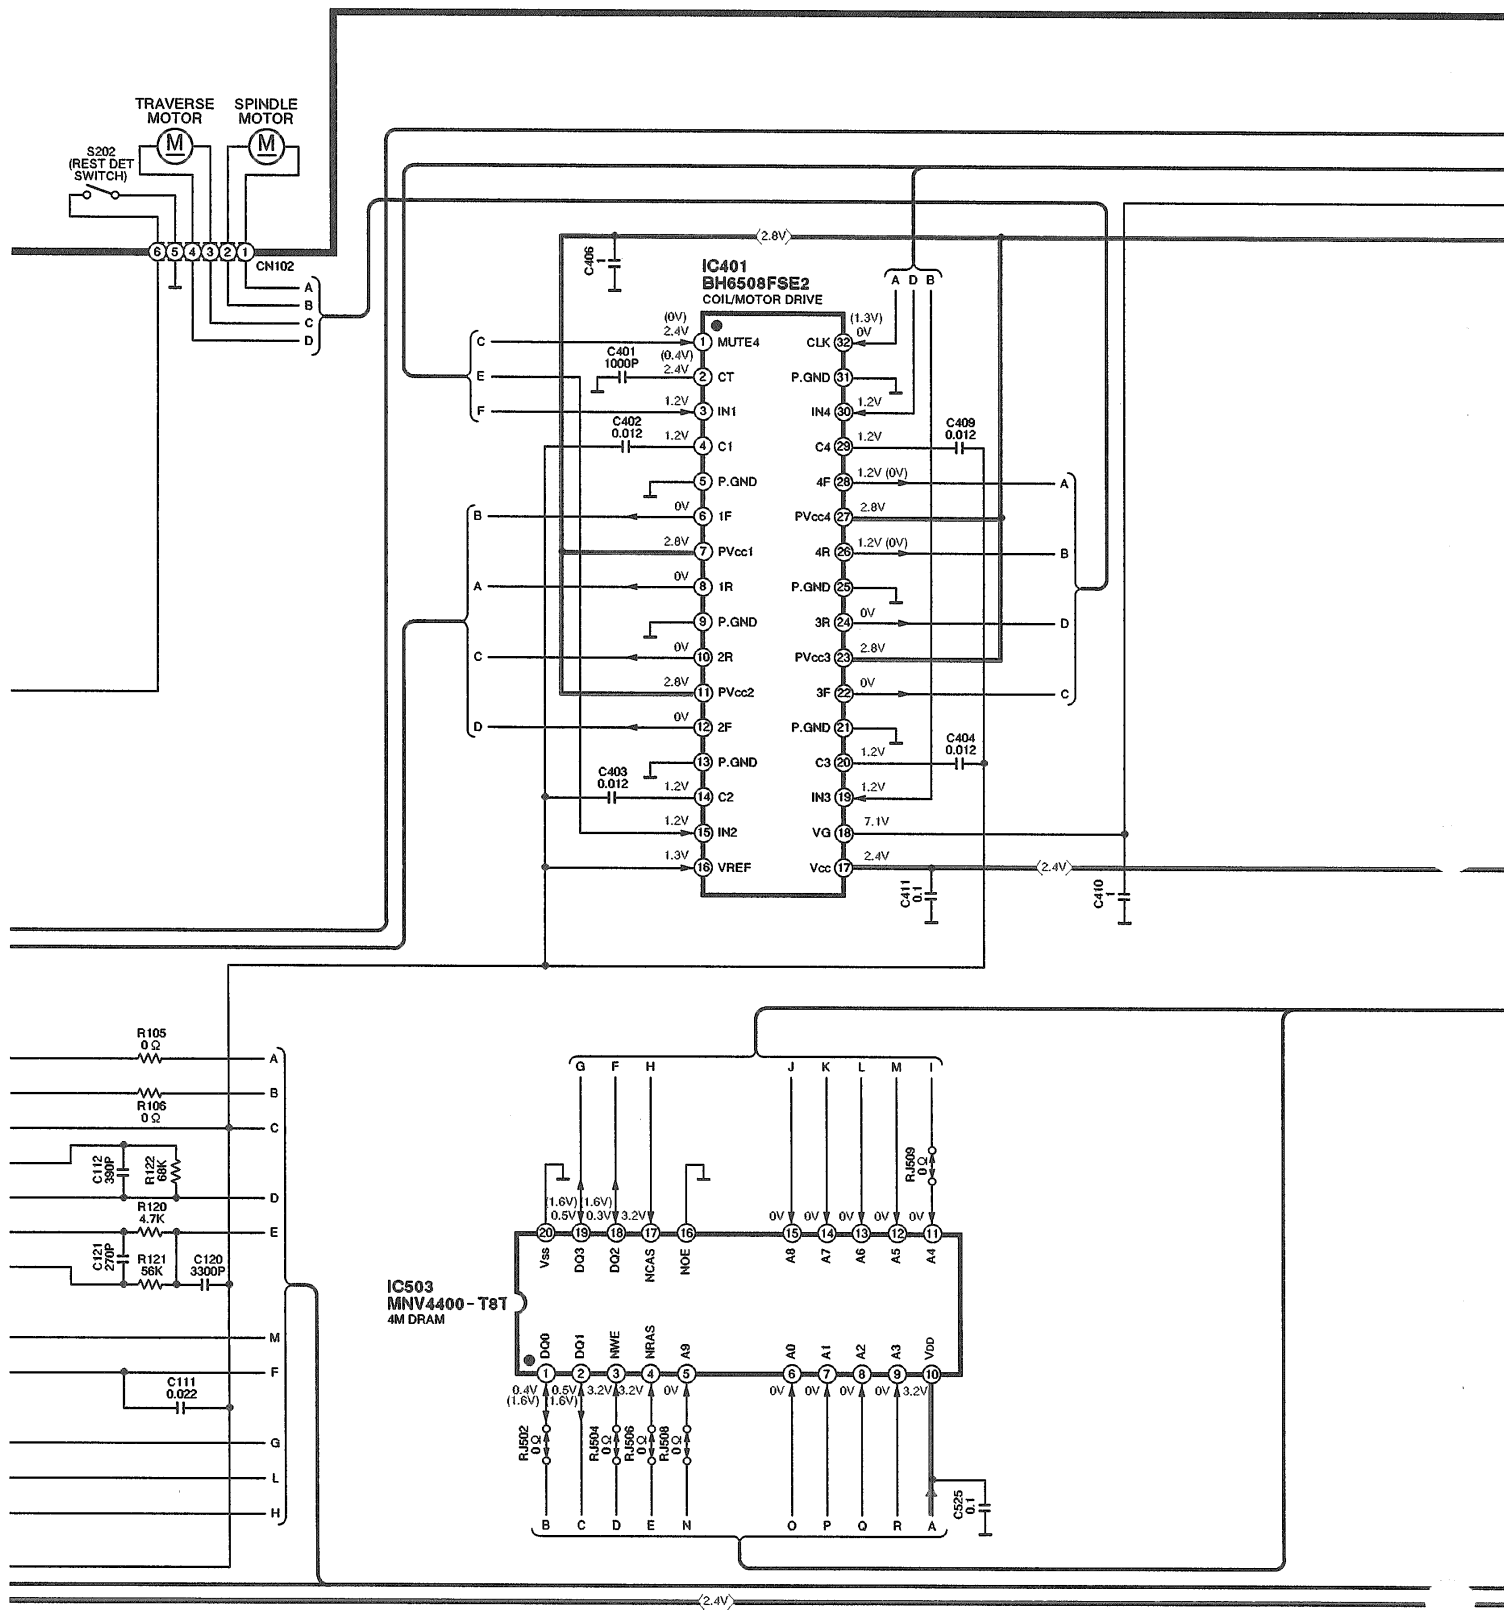 TRAVERSE
MOTOR
SPINDLE
MOTOR
M
M
S202
(REST DET
SWITCH)
6 5 4 3 2 1
CN102
A
B
C
D
C406
1
2.8V
IC401
BH6508FSE2
COIL/MOTOR DRIVE
A D B
C
E
F
(0V)
2.4V
1 MUTE4
C401
1000P
(0.4V)
2.4V
2 CT
1.2V
3 IN1
C402
0.012
1.2V
4 C1
5 P.GND
B
0V
6 1F
2.8V
7 PVcc1
A
0V
8 1R
9 P.GND
C
0V
10 2R
2.8V
11 PVcc2
D
0V
12 2F
13 P.GND
C403
0.012
1.2V
14 C2
1.2V
15 IN2
1.3V
16 VREF
(1.3V)
0V
CLK 32
P.GND 31
IN4 30
1.2V
C4 29
1.2V
C409
0.012
4F 28
1.2V (0V)
A
PVcc4 27
2.8V
4R 26
1.2V (0V)
B
P.GND 25
3R 24
0V
D
PVcc3 23
2.8V
3F 22
0V
C
P.GND 21
C3 20
1.2V
C404
0.012
IN3 19
1.2V
VG 18
7.1V
Vcc 17
2.4V
2.4V
C411
0.1
C410
1
R105
0 Ω
A
B
R106
0 Ω
C
C112
390P
R122
68K
D
R120
4.7K
E
C121
270P
R121
56K
C120
3300P
M
F
C111
0.022
G
L
H
G F H J K L M I
RJ509
0 Ω
(1.6V) (1.6V)
0.5V 0.3V 3.2V 0V 0V 0V 0V 0V
20 19 18 17 16 15 14 13 12 11
Vss DQ3 DQ2 NCAS NOE A8 A7 A6 A5 A4
IC503
MNV4400-T8T
4M DRAM
DQ0 DQ1 NWE NRAS A9 A0 A1 A2 A3 VDD
1 2 3 4 5 6 7 8 9 10
0.4V 0.5V 3.2V 3.2V 0V 0V 0V 0V 0V 3.2V
(1.6V) (1.6V)
RJ502
0 Ω
RJ504
0 Ω
RJ506
0 Ω
RJ508
0 Ω
C525
0.1
B C D E N O P Q R A
2.4V